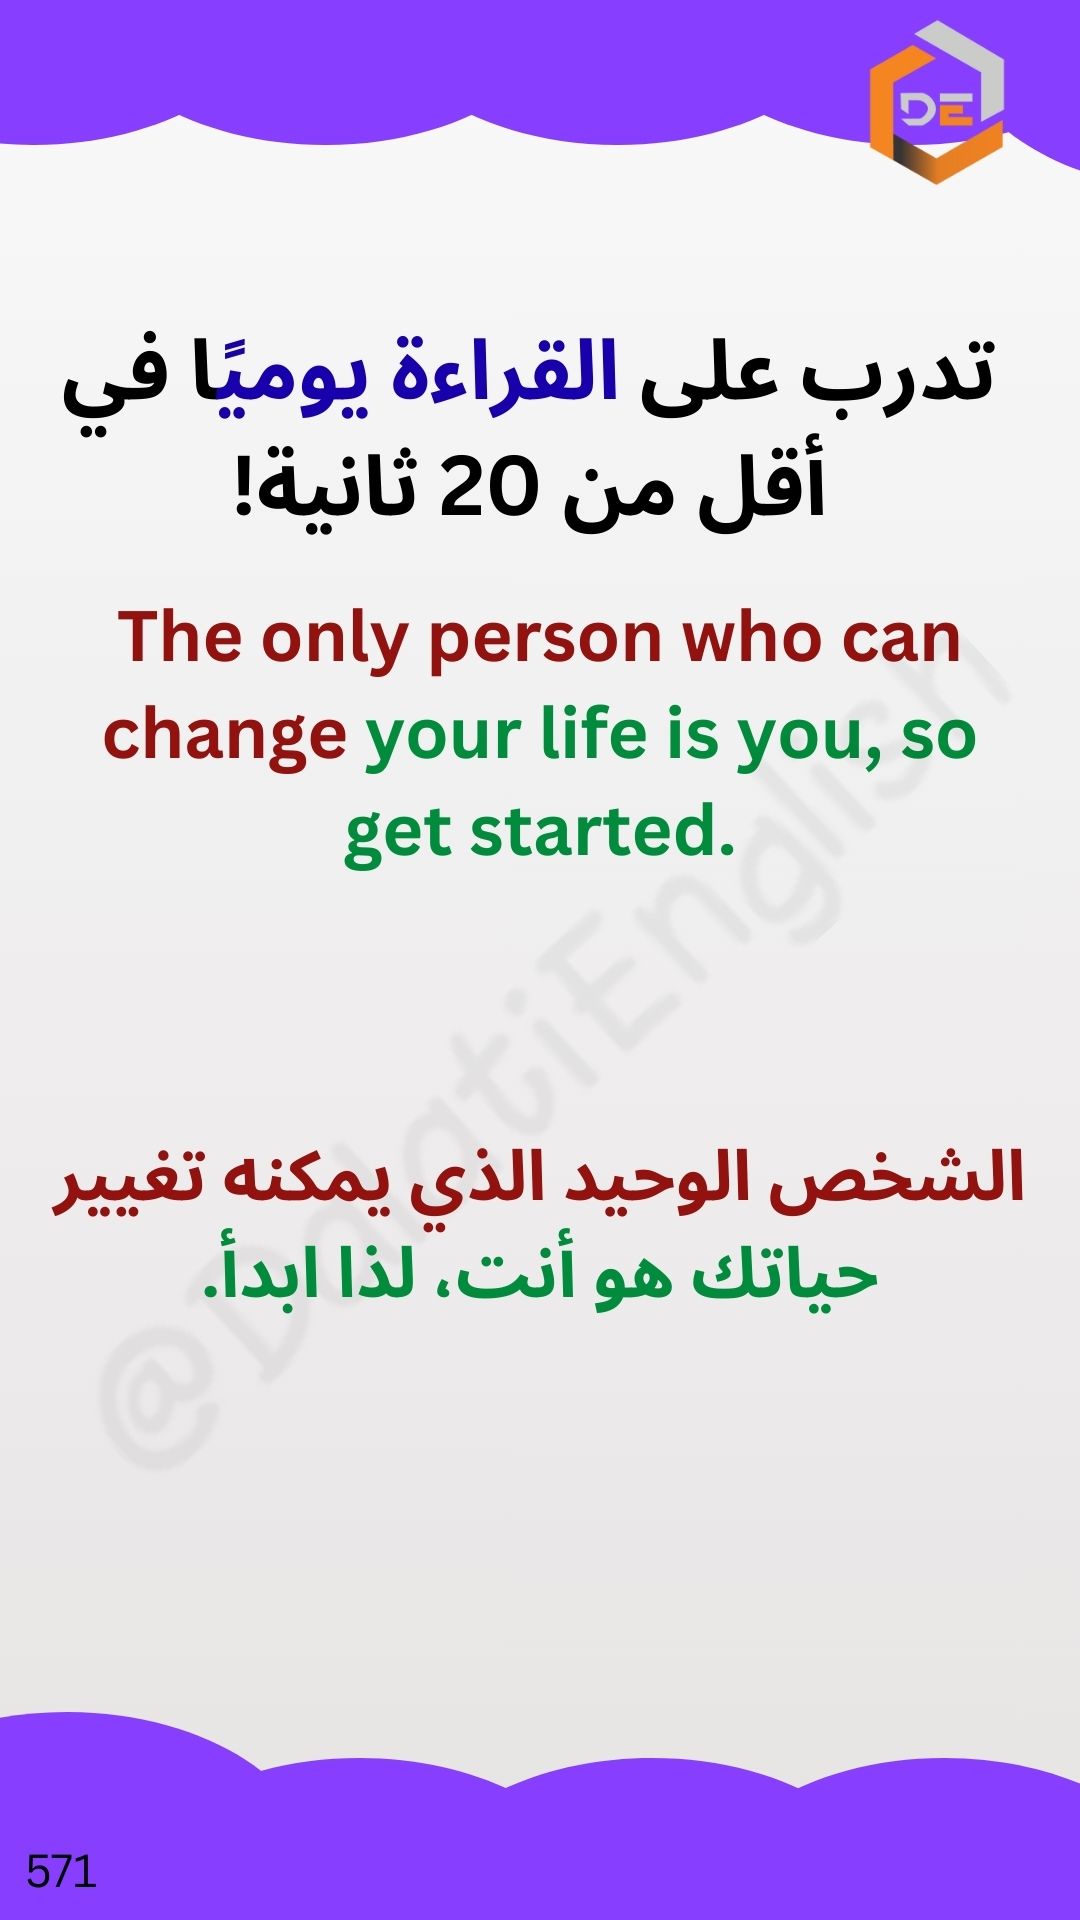 DE
تدرب على القراءة يوميًا في
أقل من 20 ثانية!
The only person who can
change your life is you, so
get started.
الشخص الوحيد الذي يمكنه تغيير
حياتك هو أنت، لذا ابدأ.
@DalatiEnglish
571